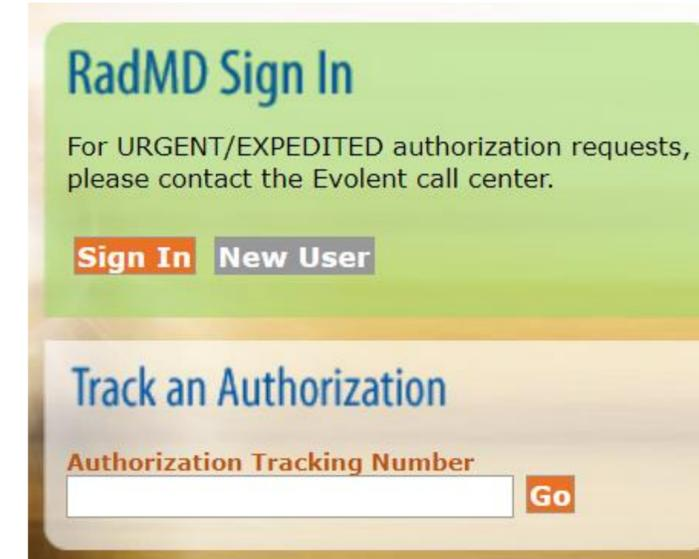 RadMD Sign In
For URGENT/EXPEDITED authorization requests,
please contact the Evolent call center.
Sign In New User
Track an Authorization
Authorization Tracking Number
Go